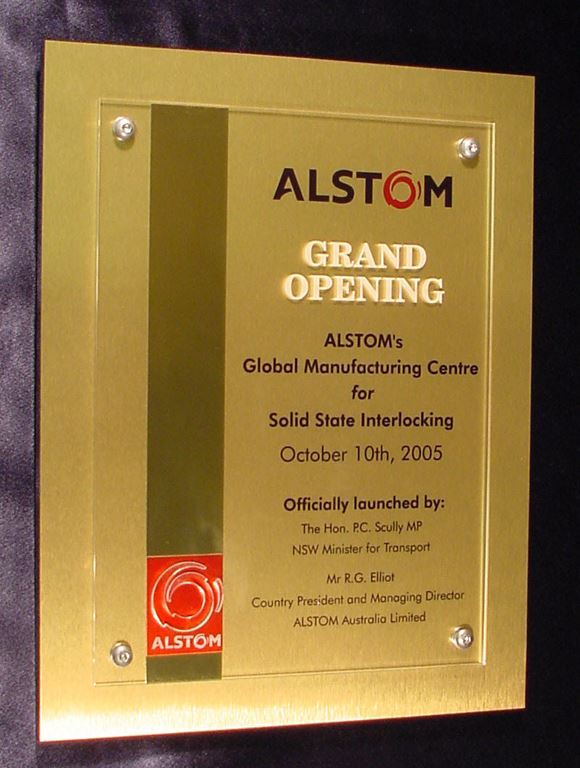 ALSTOM
GRAND
OPENING
ALSTOM's
Global Manufacturing Centre
for
Solid State Interlocking
October 10th, 2005
Officially launched by:
The Hon. P.C. Scully MP
NSW Minister for Transport
Mr R.G. Elliot
Country President and Managing Director
ALSTOM Australia Limited
ALSTOM